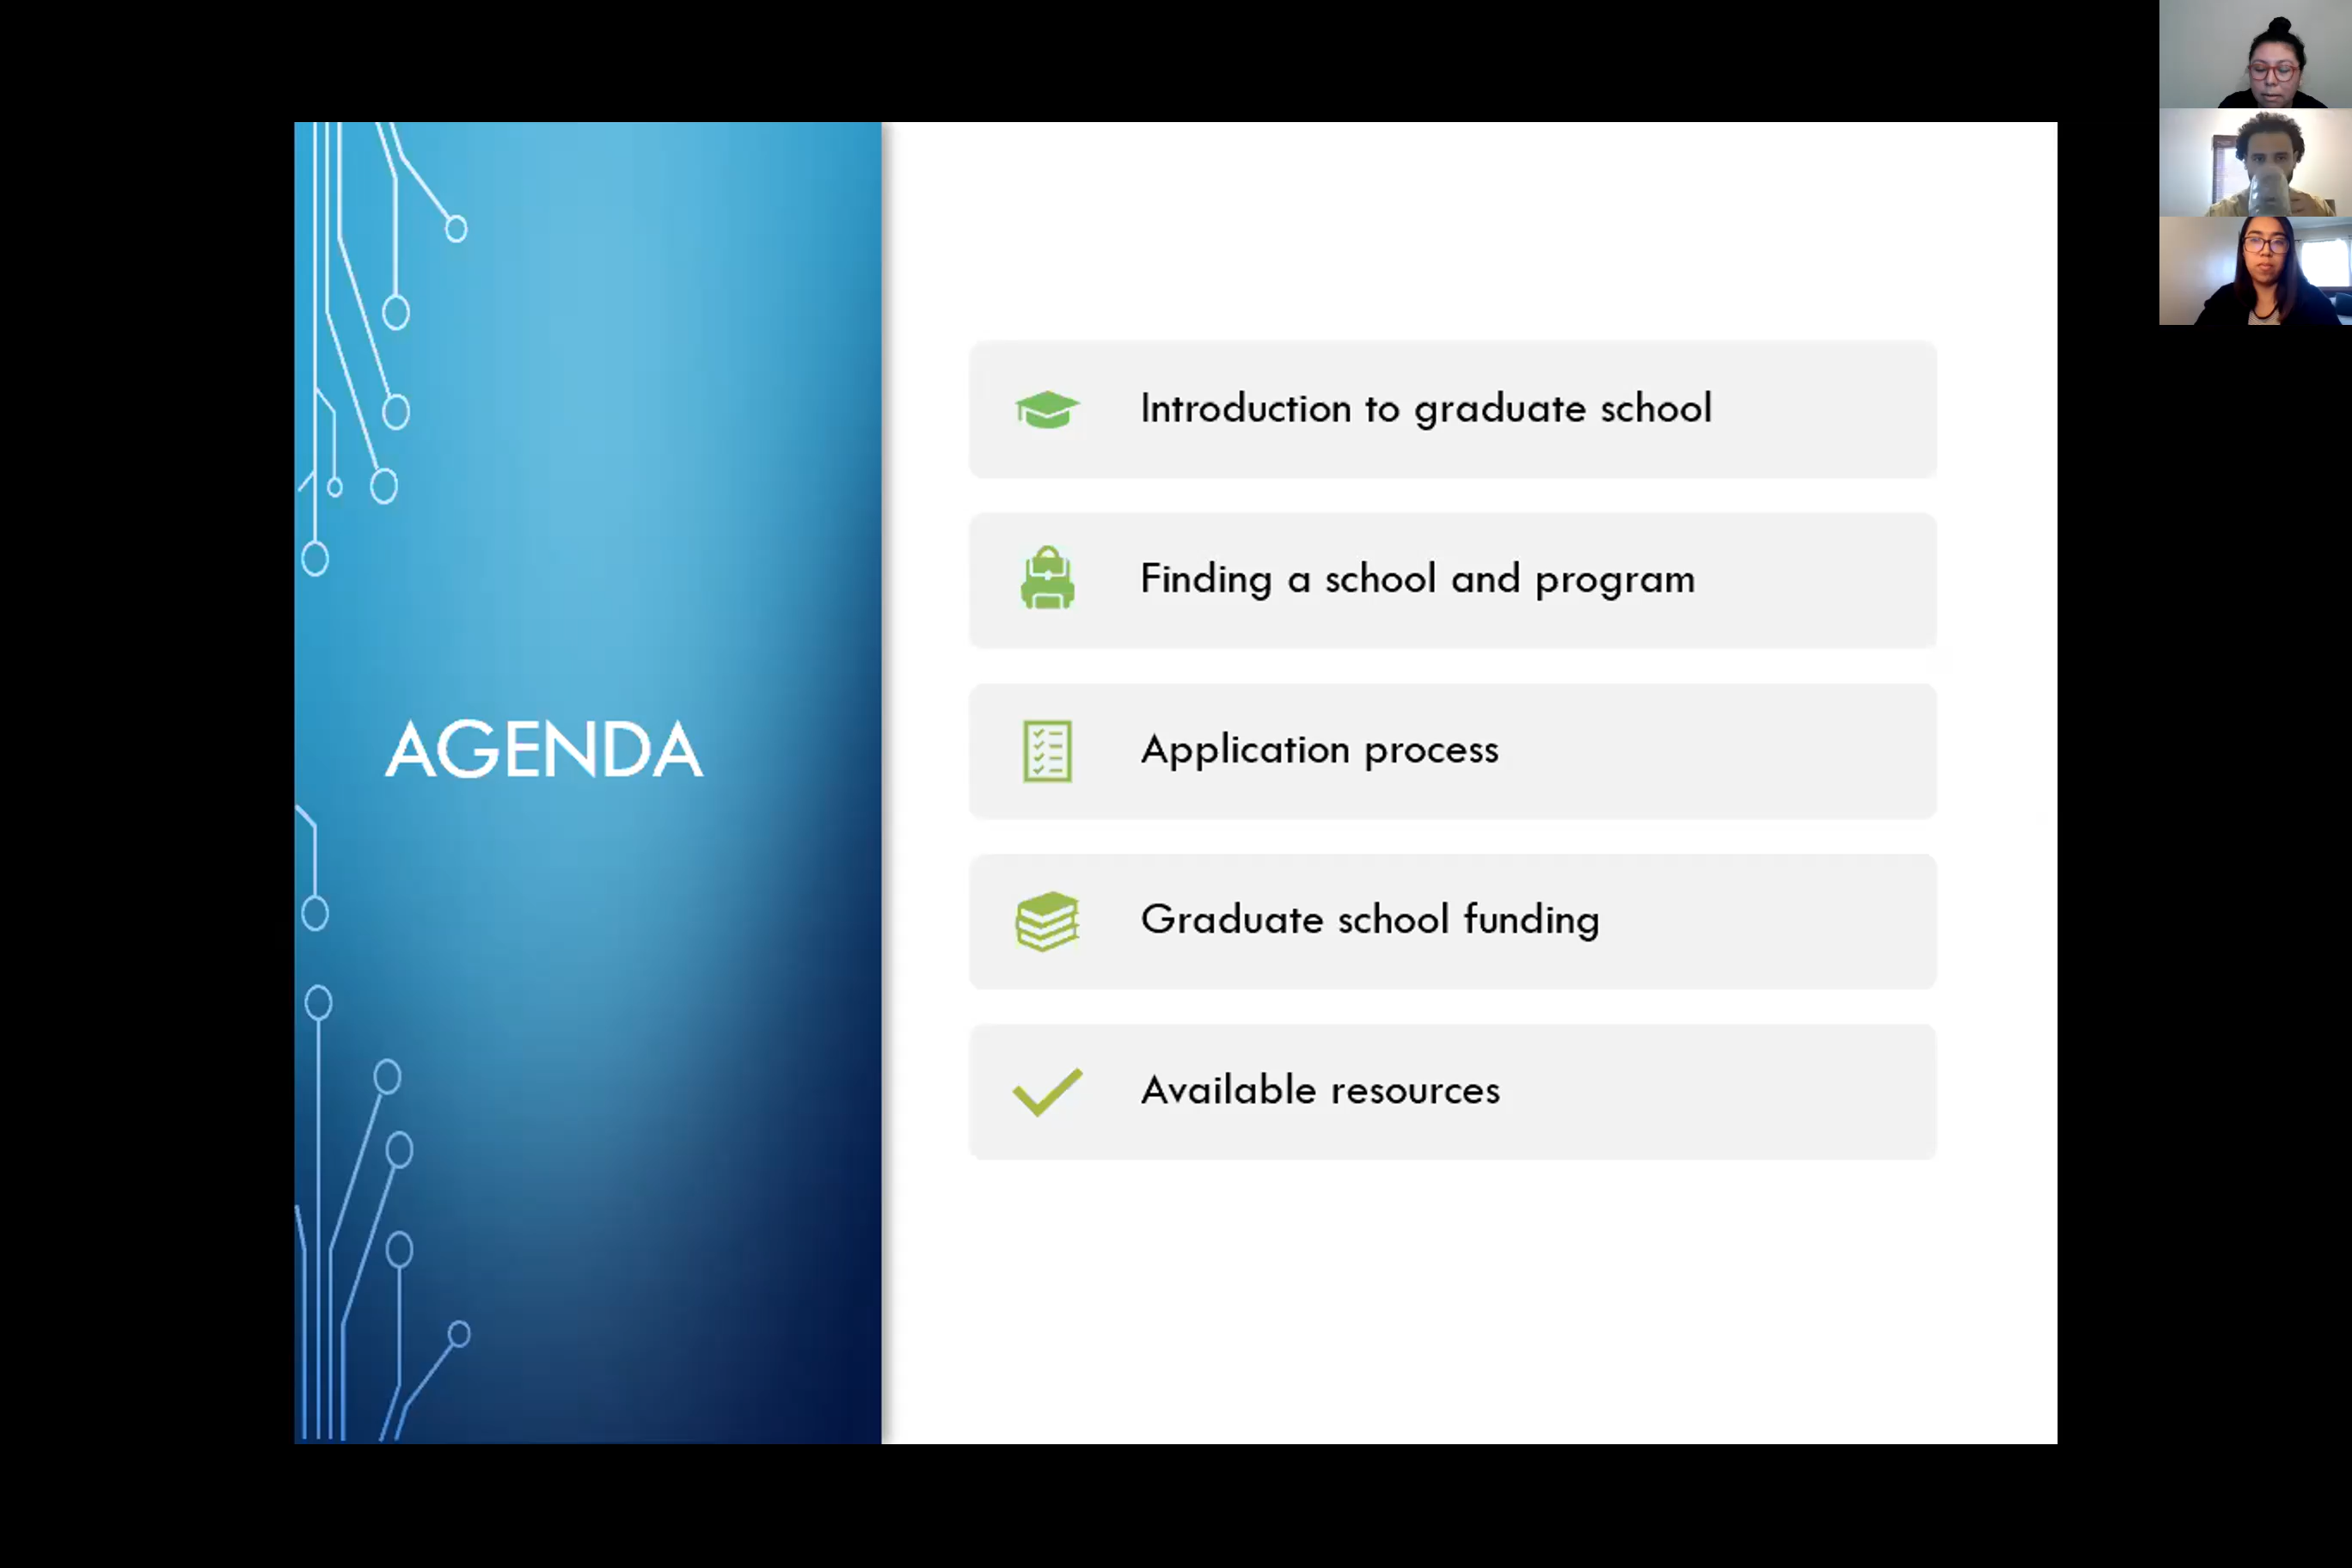 AGENDA
Introduction to graduate school
Finding a school and program
Application process
Graduate school funding
Available resources